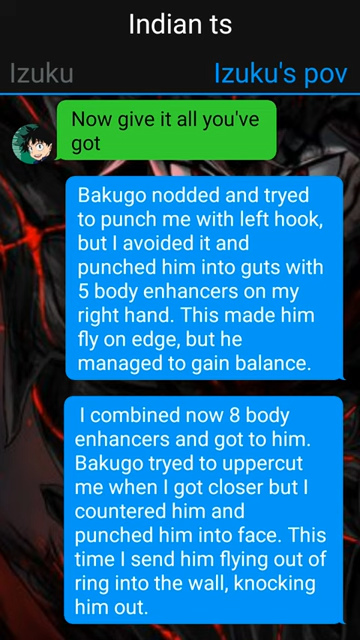 Indian ts
Izuku
Izuku's pov
Now give it all you've
got
Bakugo nodded and tryed
to punch me with left hook,
but I avoided it and
punched him into guts with
5 body enhancers on my
right hand. This made him
fly on edge, but he
managed to gain balance.
I combined now 8 body
enhancers and got to him.
Bakugo tryed to uppercut
me when I got closer but I
countered him and
punched him into face. This
time I send him flying out of
ring into the wall, knocking
him out.